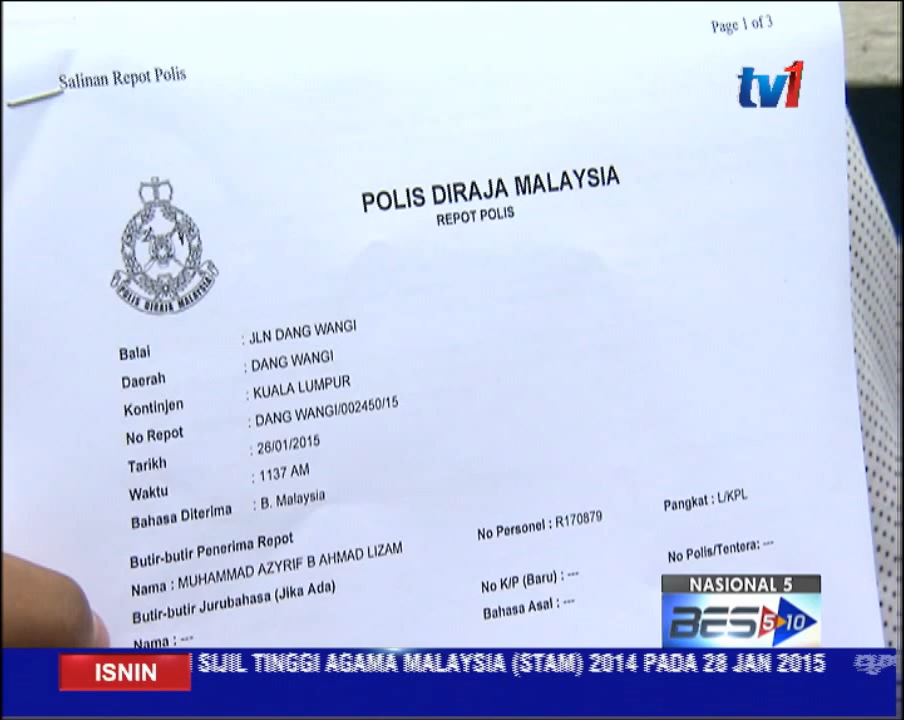 Page 1 of 3
Salinan Repot Polis
tv1
POLIS DIRAJA MALAYSIA
REPOT POLIS
POLIS DIRAJA MALAYSIA
Balai : JLN DANG WANGI
Daerah : DANG WANGI
Kontinjen : KUALA LUMPUR
No Repot : DANG WANGI/002450/15
Tarikh : 26/01/2015
Waktu : 1137 AM
Bahasa Diterima : B. Malaysia
Butir-butir Penerima Repot
Nama : MUHAMMAD AZYRIF B AHMAD LIZAM No Personel : R170879 Pangkat : L/KPL
Butir-butir Jurubahasa (Jika Ada) No K/P (Baru) : --- No Polis/Tentera: ---
Nama : --- Bahasa Asal : ---
NASIONAL 5
BES 5 10
ISNIN SIJIL TINGGI AGAMA MALAYSIA (STAM) 2014 PADA 28 JAN 2015